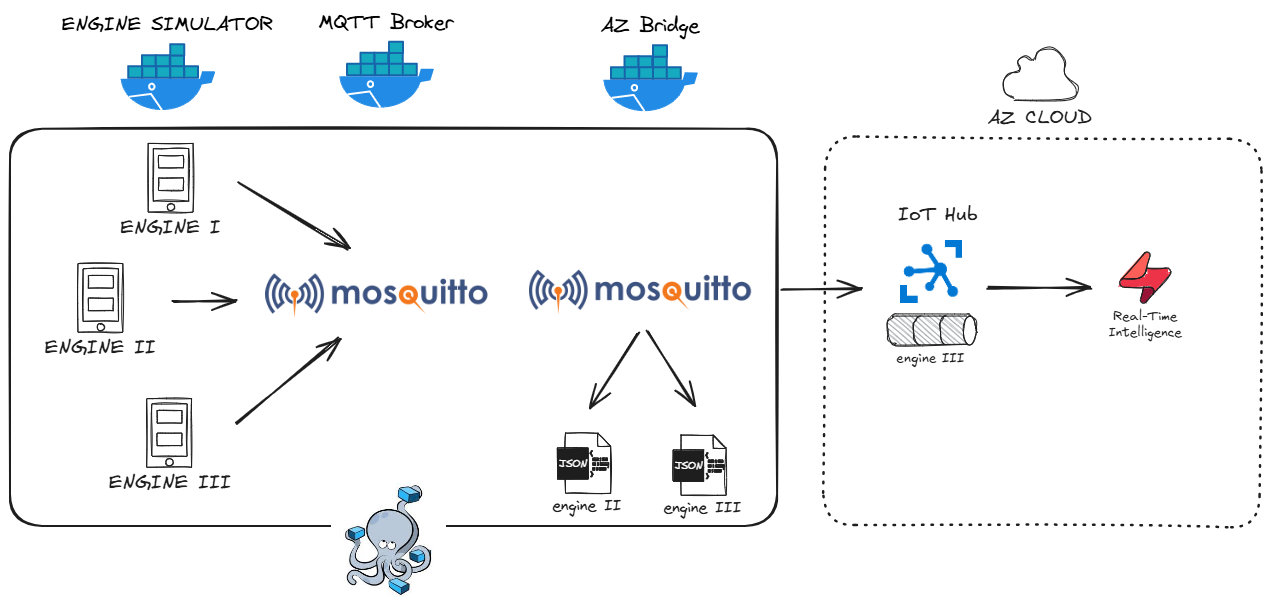 ENGINE SIMULATOR
MQTT Broker
AZ Bridge
AZ CLOUD
ENGINE I
ENGINE II
ENGINE III
mosquitto
mosquitto
JSON
engine II
JSON
engine III
IoT Hub
engine III
Real-Time
Intelligence